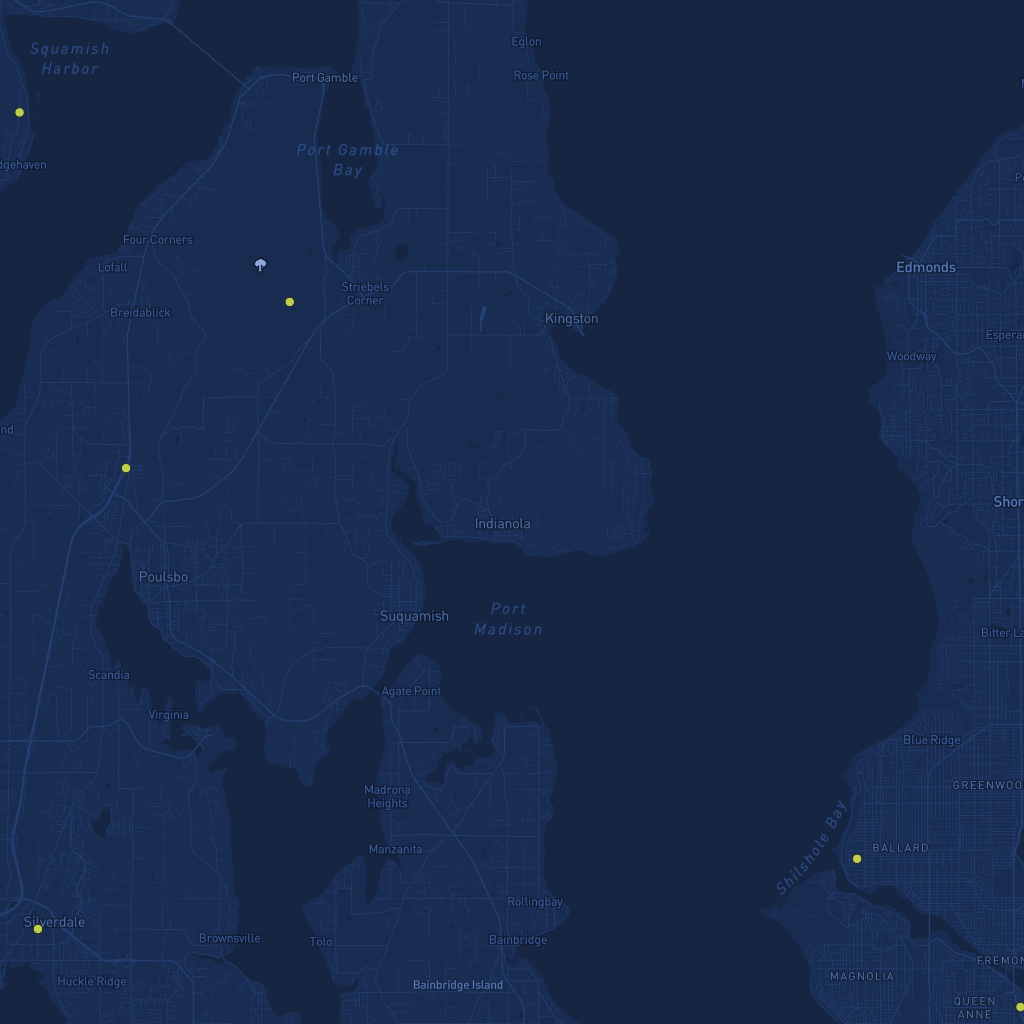 Eglon
Squamish
Harbor
Rose Point
Port Gamble
Port Gamble
Bay
Four Corners
Edmonds
Lofall
Striebels
Corner
Breidablick
Kingston
Woodway
Indianola
Poulsbo
Port
Madison
Suquamish
Scandia
Agate Point
Virginia
Blue Ridge
Madrona
Heights
Shilshole Bay
BALLARD
Manzanita
Rollingbay
Silverdale
Brownsville
Tolo
Bainbridge
MAGNOLIA
Huckle Ridge
Bainbridge Island
QUEEN
ANNE
dgehaven
nd
Espera
Shor
Bitter La
GREENWOO
FREMON